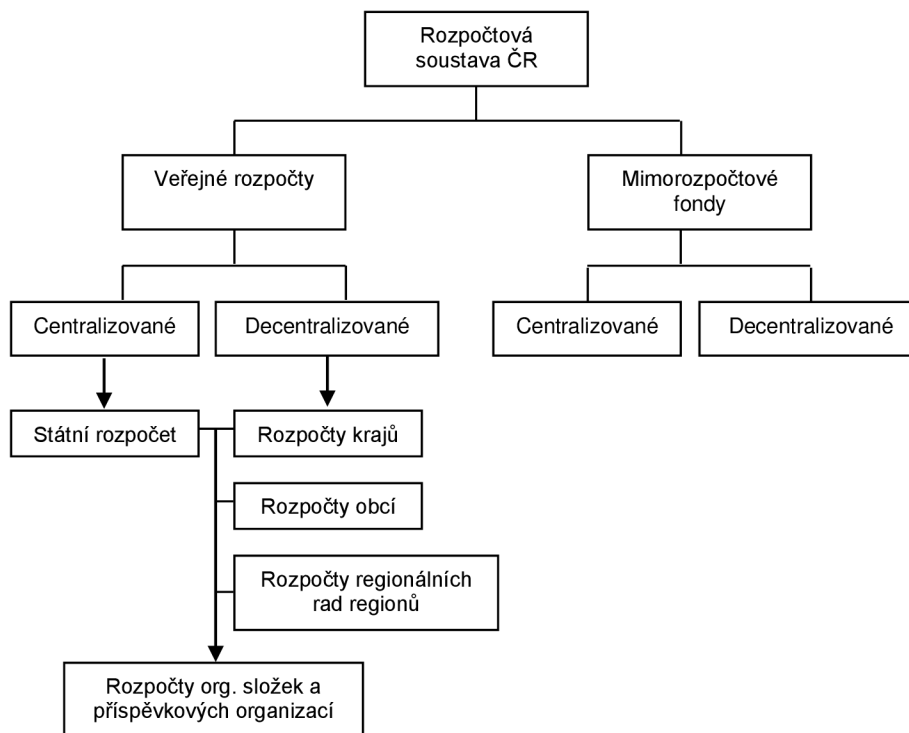 Rozpočtová
soustava ČR
Veřejné rozpočty
Mimorozpočtové
fondy
Centralizované
Decentralizované
Centralizované
Decentralizované
Státní rozpočet
Rozpočty krajů
Rozpočty obcí
Rozpočty regionálních
rad regionů
Rozpočty org. složek a
příspěvkových organizací